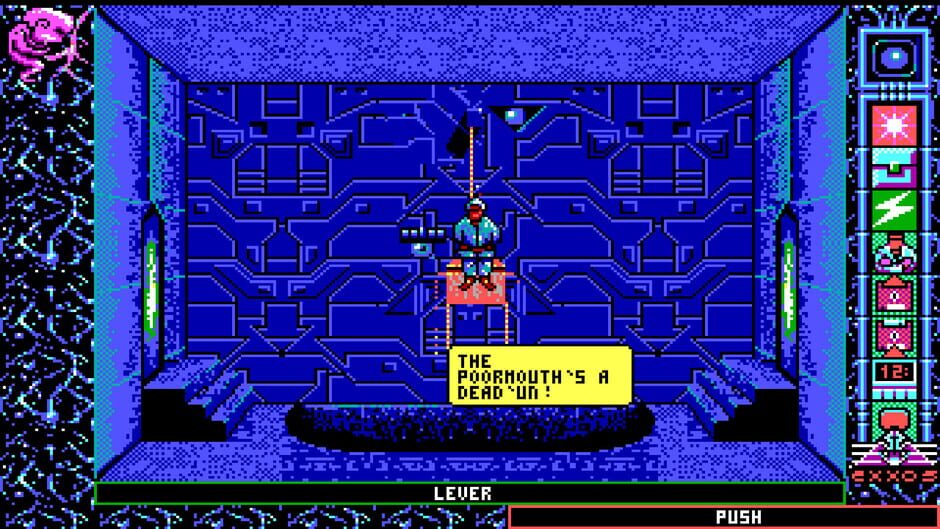 12:
THE
POORMOUTH`S A
DEAD`UN!
EXXOS
LEVER
PUSH